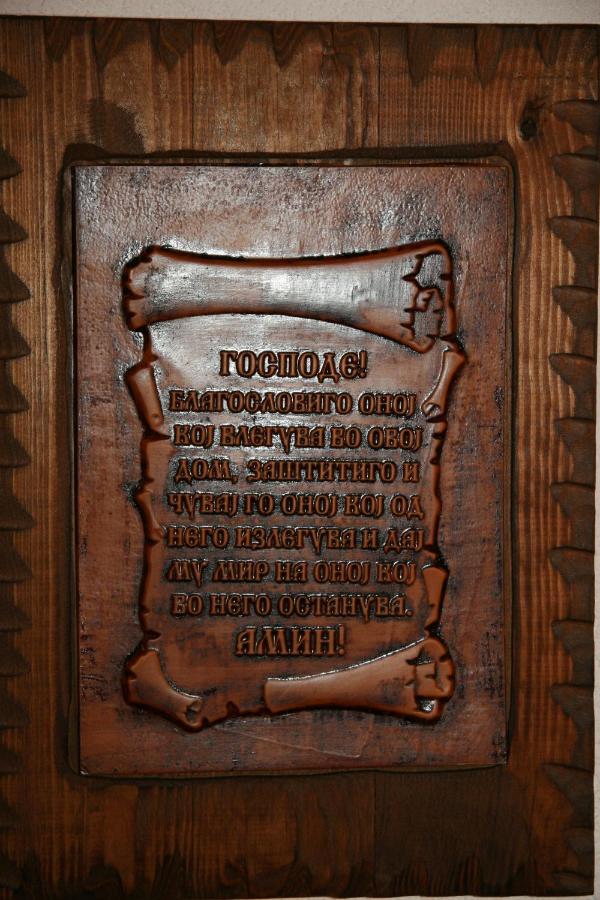 ГОСПОДЕ!
БЛАГОСЛОВИГО ОНОЈ
КОЈ ВЛЕГУВА ВО ОВОЈ
ДОМ, ЗАШТИТИГО И
ЧУВАЈ ГО ОНОЈ КОЈ ОД
НЕГО ИЗЛЕГУВА И ДАЈ
МУ МИР НА ОНОЈ КОЈ
ВО НЕГО ОСТАНУВА.
АМИН!